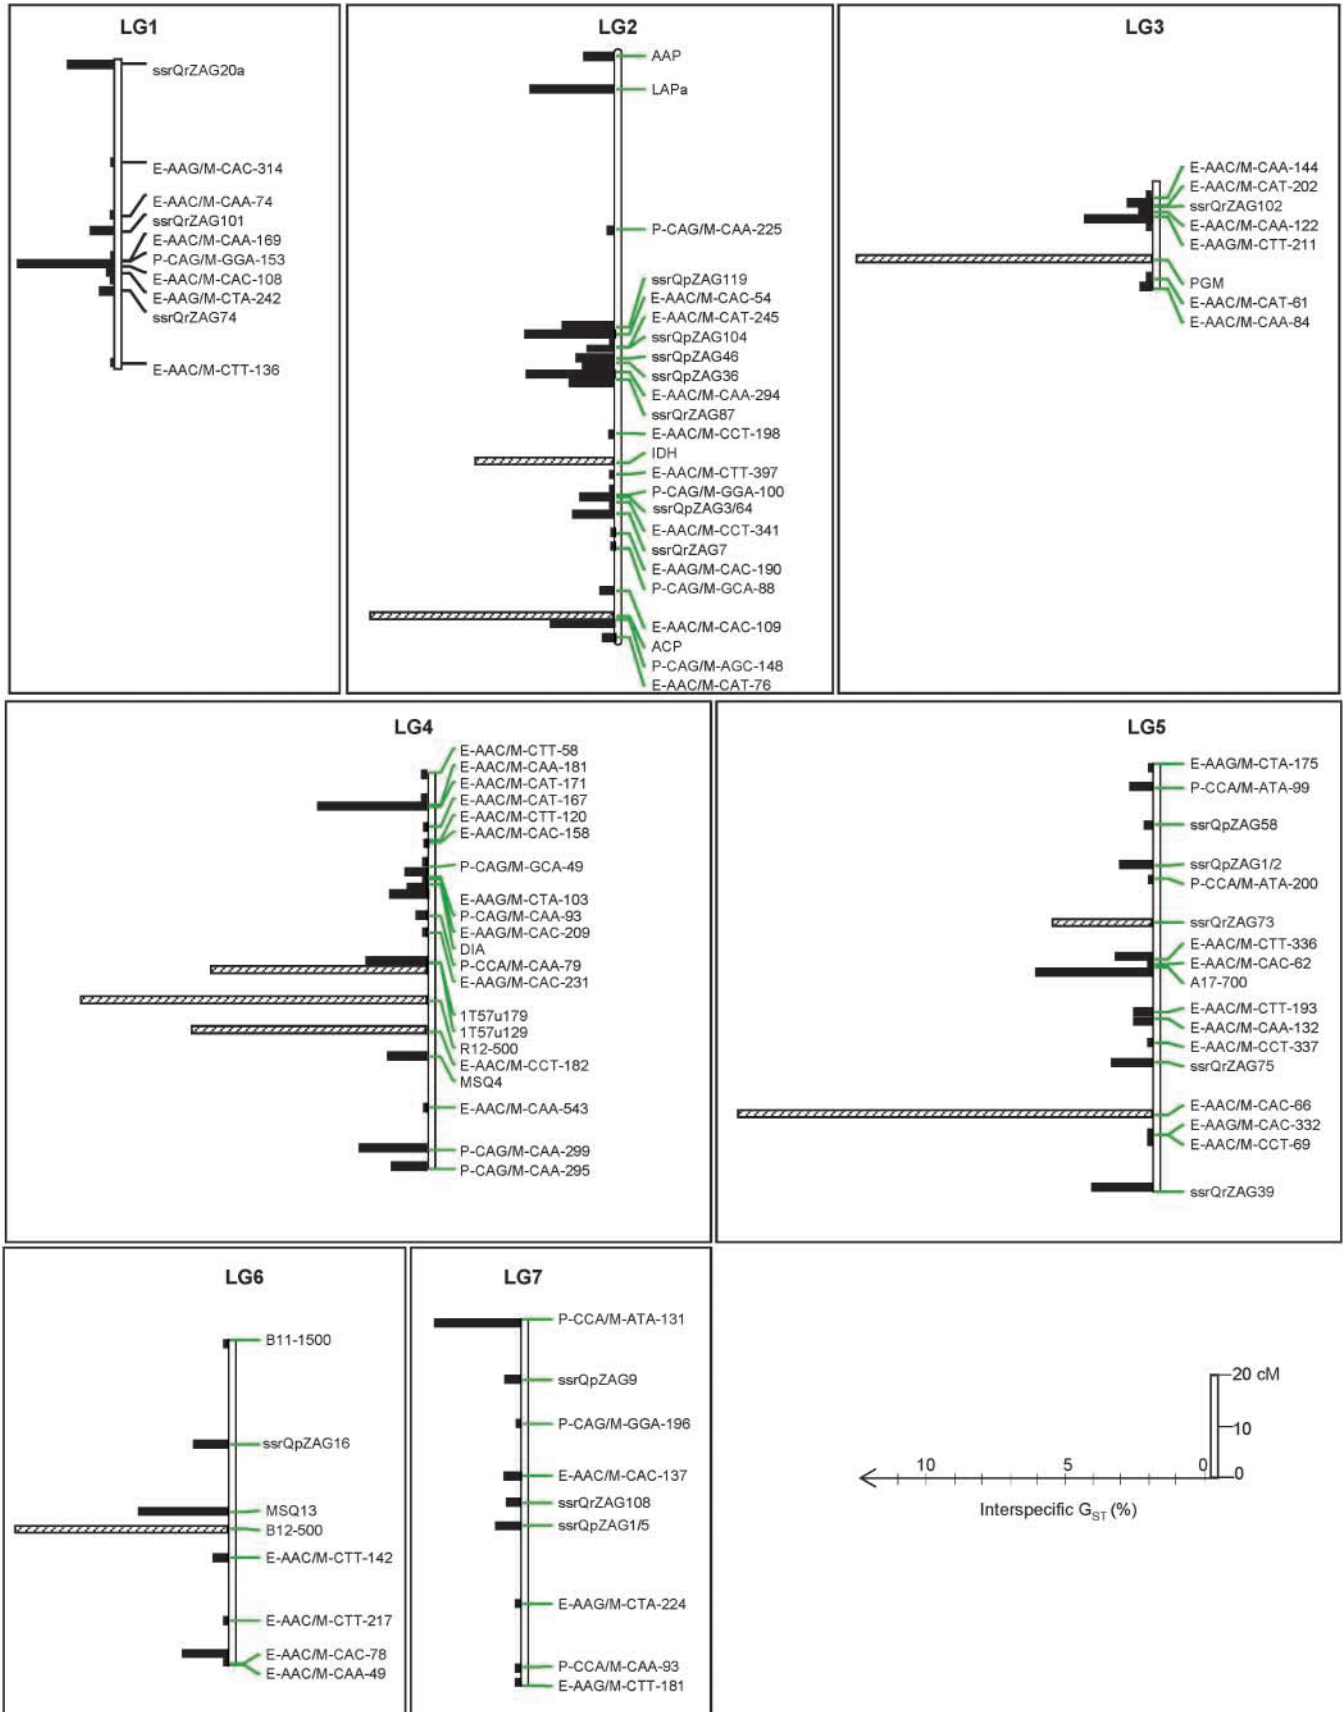 LG1
ssrQrZAG20a
E-AAG/M-CAC-314
E-AAC/M-CAA-74
ssrQrZAG101
E-AAC/M-CAA-169
P-CAG/M-GGA-153
E-AAC/M-CAC-108
E-AAG/M-CTA-242
ssrQrZAG74
E-AAC/M-CTT-136
LG2
AAP
LAPa
P-CAG/M-CAA-225
ssrQpZAG119
E-AAC/M-CAC-54
E-AAC/M-CAT-245
ssrQpZAG104
ssrQpZAG46
ssrQpZAG36
E-AAC/M-CAA-294
ssrQrZAG87
E-AAC/M-CCT-198
IDH
E-AAC/M-CTT-397
P-CAG/M-GGA-100
ssrQpZAG3/64
E-AAC/M-CCT-341
ssrQrZAG7
E-AAG/M-CAC-190
P-CAG/M-GCA-88
E-AAC/M-CAC-109
ACP
P-CAG/M-AGC-148
E-AAC/M-CAT-76
LG3
E-AAC/M-CAA-144
E-AAC/M-CAT-202
ssrQrZAG102
E-AAC/M-CAA-122
E-AAG/M-CTT-211
PGM
E-AAC/M-CAT-61
E-AAC/M-CAA-84
LG4
E-AAC/M-CTT-58
E-AAC/M-CAA-181
E-AAC/M-CAT-171
E-AAC/M-CAT-167
E-AAC/M-CTT-120
E-AAC/M-CAC-158
P-CAG/M-GCA-49
E-AAG/M-CTA-103
P-CAG/M-CAA-93
E-AAG/M-CAC-209
DIA
P-CCA/M-CAA-79
E-AAG/M-CAC-231
1T57u179
1T57u129
R12-500
E-AAC/M-CCT-182
MSQ4
E-AAC/M-CAA-543
P-CAG/M-CAA-299
P-CAG/M-CAA-295
LG5
E-AAG/M-CTA-175
P-CCA/M-ATA-99
ssrQpZAG58
ssrQpZAG1/2
P-CCA/M-ATA-200
ssrQrZAG73
E-AAC/M-CTT-336
E-AAC/M-CAC-62
A17-700
E-AAC/M-CTT-193
E-AAC/M-CAA-132
E-AAC/M-CCT-337
ssrQrZAG75
E-AAC/M-CAC-66
E-AAG/M-CAC-332
E-AAC/M-CCT-69
ssrQrZAG39
LG6
B11-1500
ssrQpZAG16
MSQ13
B12-500
E-AAC/M-CTT-142
E-AAC/M-CTT-217
E-AAC/M-CAC-78
E-AAC/M-CAA-49
LG7
P-CCA/M-ATA-131
ssrQpZAG9
P-CAG/M-GGA-196
E-AAC/M-CAC-137
ssrQrZAG108
ssrQpZAG1/5
E-AAG/M-CTA-224
P-CCA/M-CAA-93
E-AAG/M-CTT-181
20 cM
10
0
10 5 0
Interspecific GST (%)